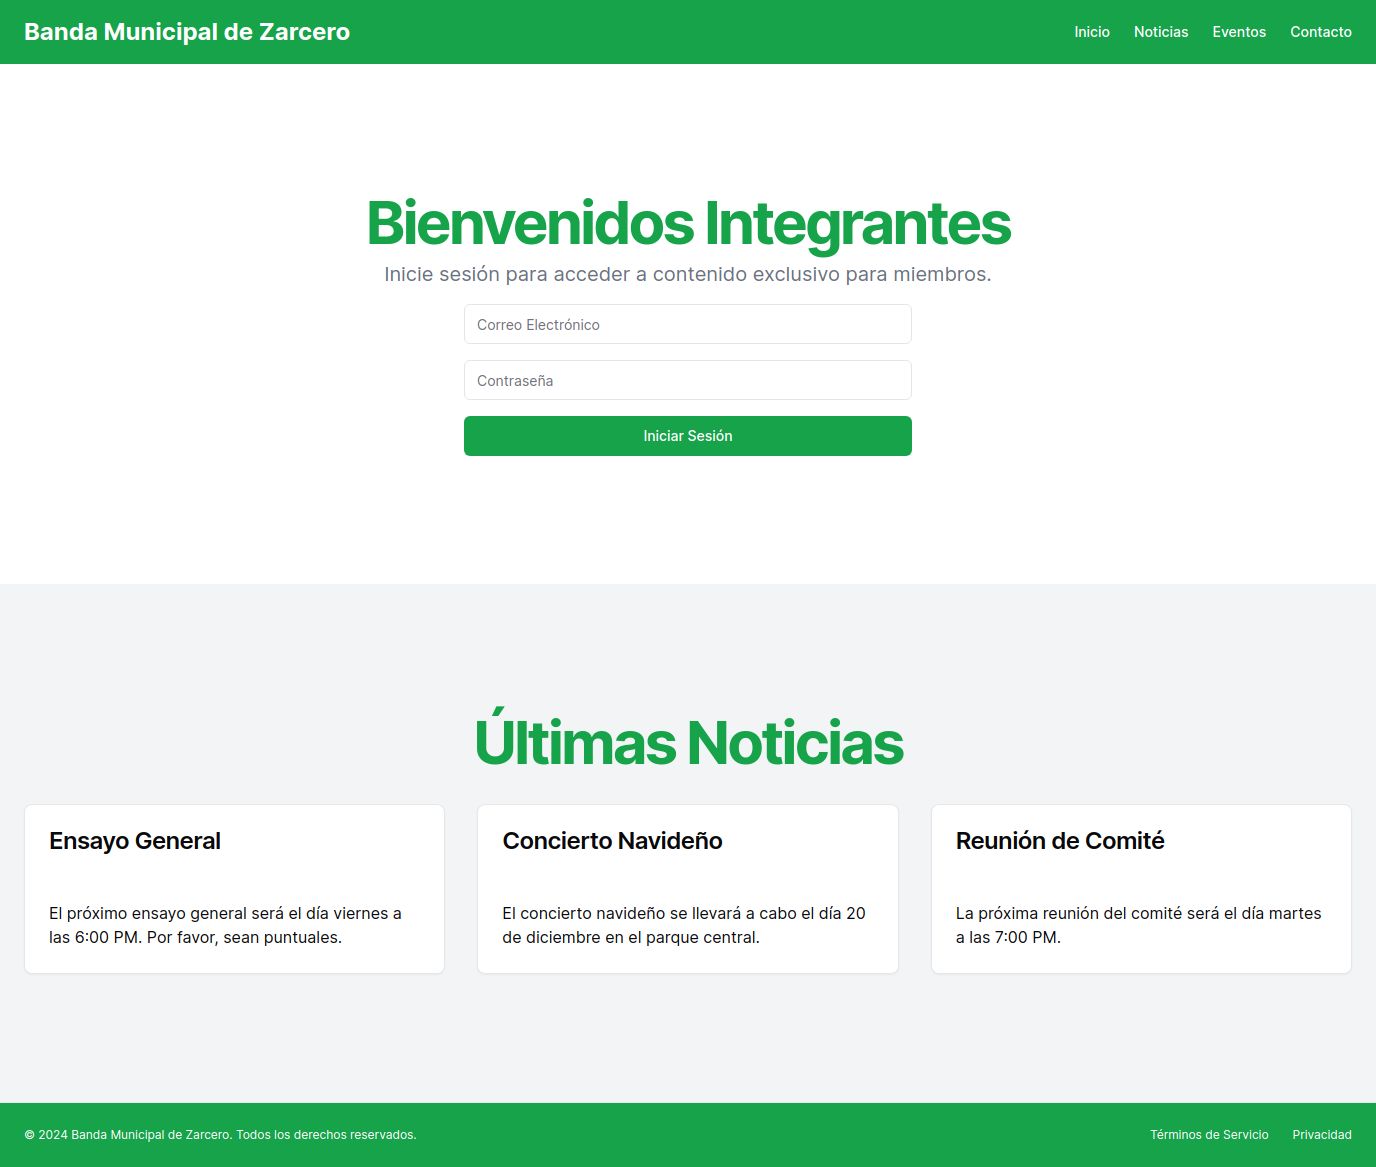 Banda Municipal de Zarcero
Inicio Noticias Eventos Contacto
Bienvenidos Integrantes
Inicie sesión para acceder a contenido exclusivo para miembros.
Correo Electrónico
Contraseña
Iniciar Sesión
Últimas Noticias
Ensayo General
El próximo ensayo general será el día viernes a
las 6:00 PM. Por favor, sean puntuales.
Concierto Navideño
El concierto navideño se llevará a cabo el día 20
de diciembre en el parque central.
Reunión de Comité
La próxima reunión del comité será el día martes
a las 7:00 PM.
© 2024 Banda Municipal de Zarcero. Todos los derechos reservados.
Términos de Servicio Privacidad